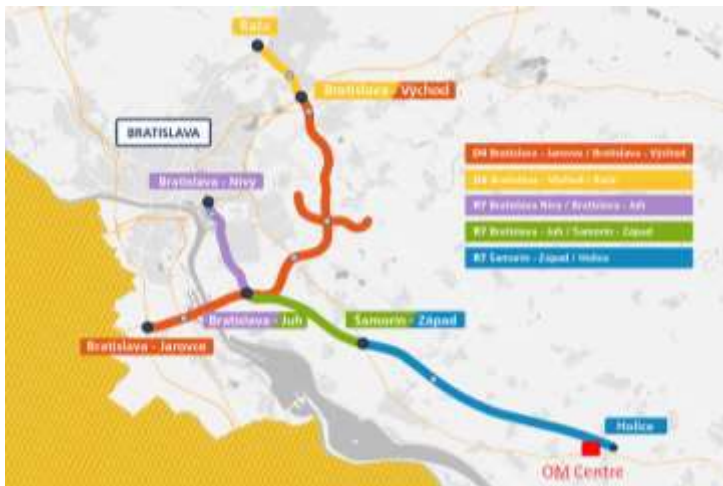 Rača
Bratislava - Východ
BRATISLAVA
D4 Bratislava - Jarovce / Bratislava - Východ
D4 Bratislava - Východ / Rača
Bratislava - Nivy
R7 Bratislava Nivy / Bratislava - Juh
R7 Bratislava - Juh / Šamorín - Západ
R7 Šamorín - Západ / Holice
Bratislava - Juh
Šamorín - Západ
Bratislava - Jarovce
Holice
OM Centre